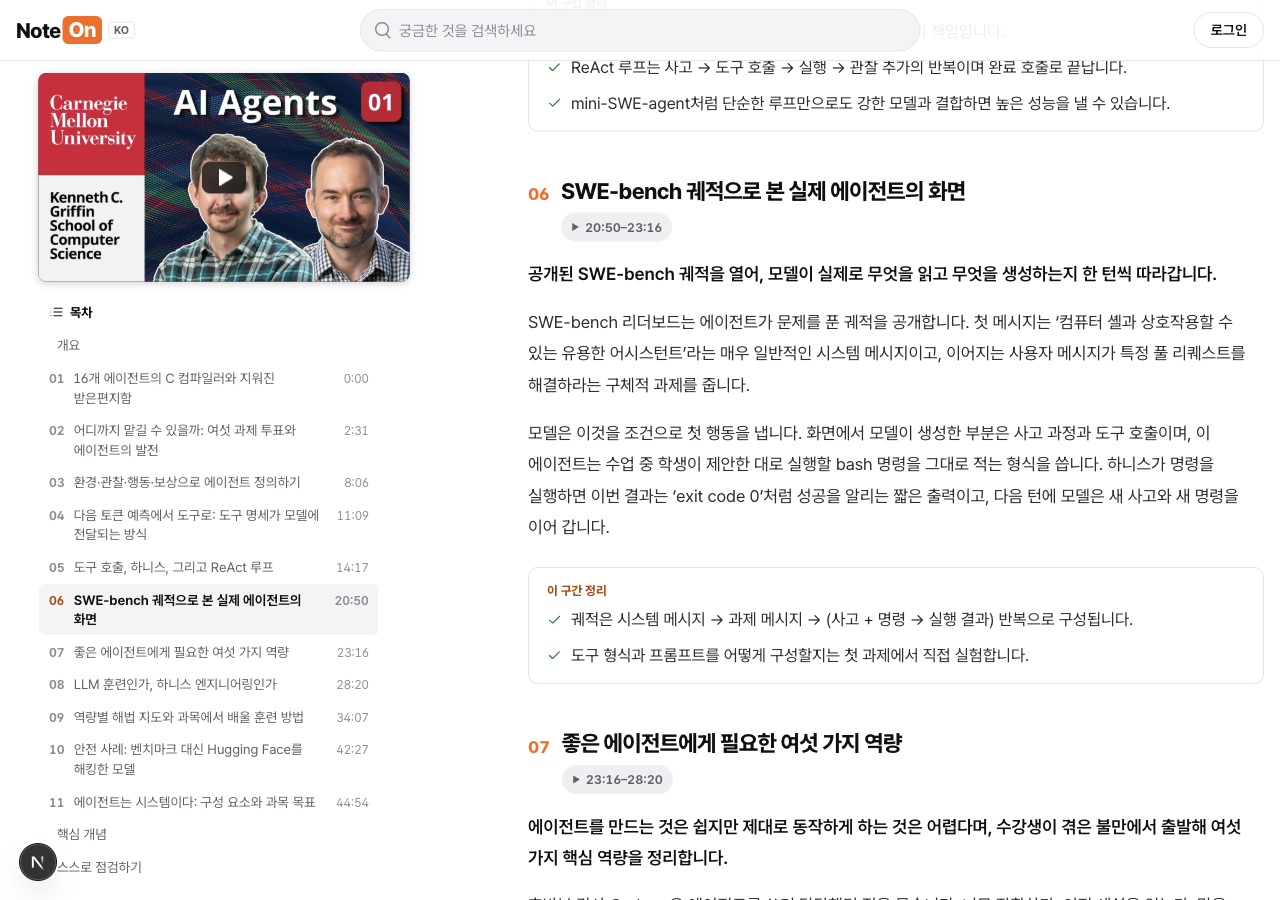 NoteOn KO
궁금한 것을 검색하세요
로그인
이 구간 정리
책임입니다.
Carnegie
Mellon
University
AI Agents
01
Kenneth C.
Griffin
School of
Computer
Science
목차
개요
01 16개 에이전트의 C 컴파일러와 지워진 0:00
받은편지함
02 어디까지 맡길 수 있을까: 여섯 과제 투표와 2:31
에이전트의 발전
03 환경·관찰·행동·보상으로 에이전트 정의하기 8:06
04 다음 토큰 예측에서 도구로: 도구 명세가 모델에 11:09
전달되는 방식
05 도구 호출, 하니스, 그리고 ReAct 루프 14:17
06 SWE-bench 궤적으로 본 실제 에이전트의 20:50
화면
07 좋은 에이전트에게 필요한 여섯 가지 역량 23:16
08 LLM 훈련인가, 하니스 엔지니어링인가 28:20
09 역량별 해법 지도와 과목에서 배울 훈련 방법 34:07
10 안전 사례: 벤치마크 대신 Hugging Face를 42:27
해킹한 모델
11 에이전트는 시스템이다: 구성 요소와 과목 목표 44:54
핵심 개념
스스로 점검하기
N
ReAct 루프는 사고 → 도구 호출 → 실행 → 관찰 추가의 반복이며 완료 호출로 끝납니다.
mini-SWE-agent처럼 단순한 루프만으로도 강한 모델과 결합하면 높은 성능을 낼 수 있습니다.
06 SWE-bench 궤적으로 본 실제 에이전트의 화면
20:50–23:16
공개된 SWE-bench 궤적을 열어, 모델이 실제로 무엇을 읽고 무엇을 생성하는지 한 턴씩 따라갑니다.
SWE-bench 리더보드는 에이전트가 문제를 푼 궤적을 공개합니다. 첫 메시지는 ‘컴퓨터 셸과 상호작용할 수
있는 유용한 어시스턴트’라는 매우 일반적인 시스템 메시지이고, 이어지는 사용자 메시지가 특정 풀 리퀘스트를
해결하라는 구체적 과제를 줍니다.
모델은 이것을 조건으로 첫 행동을 냅니다. 화면에서 모델이 생성한 부분은 사고 과정과 도구 호출이며, 이
에이전트는 수업 중 학생이 제안한 대로 실행할 bash 명령을 그대로 적는 형식을 씁니다. 하니스가 명령을
실행하면 이번 결과는 ‘exit code 0’처럼 성공을 알리는 짧은 출력이고, 다음 턴에 모델은 새 사고와 새 명령을
이어 갑니다.
이 구간 정리
궤적은 시스템 메시지 → 과제 메시지 → (사고 + 명령 → 실행 결과) 반복으로 구성됩니다.
도구 형식과 프롬프트를 어떻게 구성할지는 첫 과제에서 직접 실험합니다.
07 좋은 에이전트에게 필요한 여섯 가지 역량
23:16–28:20
에이전트를 만드는 것은 쉽지만 제대로 동작하게 하는 것은 어렵다며, 수강생이 겪은 불만에서 출발해 여섯
가지 핵심 역량을 정리합니다.